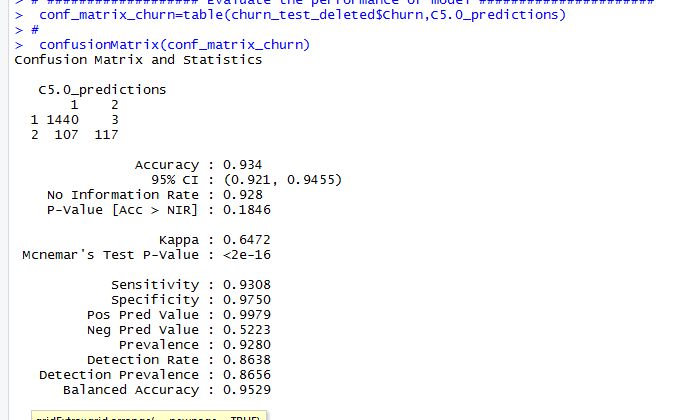 > # ################### Evaluate the performance of model #######################
> conf_matrix_churn=table(churn_test_deleted$Churn,C5.0_predictions)
> #
> confusionMatrix(conf_matrix_churn)
Confusion Matrix and Statistics
C5.0_predictions
1 2
1 1440 3
2 107 117
Accuracy : 0.934
95% CI : (0.921, 0.9455)
No Information Rate : 0.928
P-Value [Acc > NIR] : 0.1846
Kappa : 0.6472
Mcnemar's Test P-Value : <2e-16
Sensitivity : 0.9308
Specificity : 0.9750
Pos Pred Value : 0.9979
Neg Pred Value : 0.5223
Prevalence : 0.9280
Detection Rate : 0.8638
Detection Prevalence : 0.8656
Balanced Accuracy : 0.9529